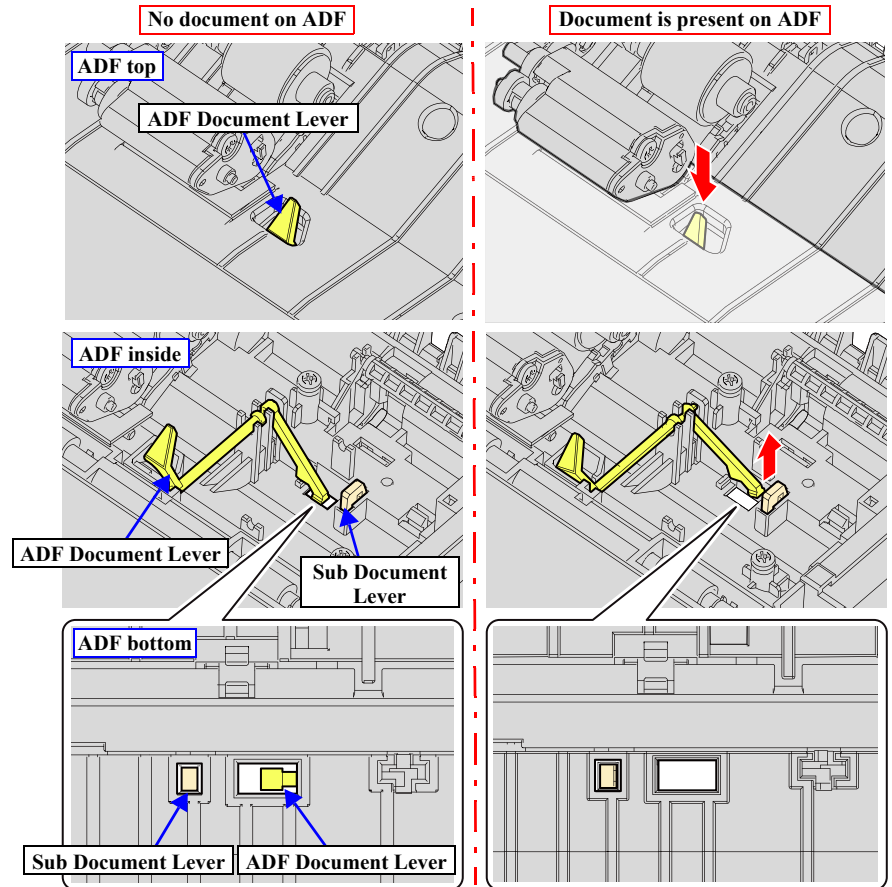 No document on ADF
Document is present on ADF
ADF top
ADF Document Lever
ADF inside
ADF Document Lever
Sub Document
Lever
ADF bottom
Sub Document Lever
ADF Document Lever